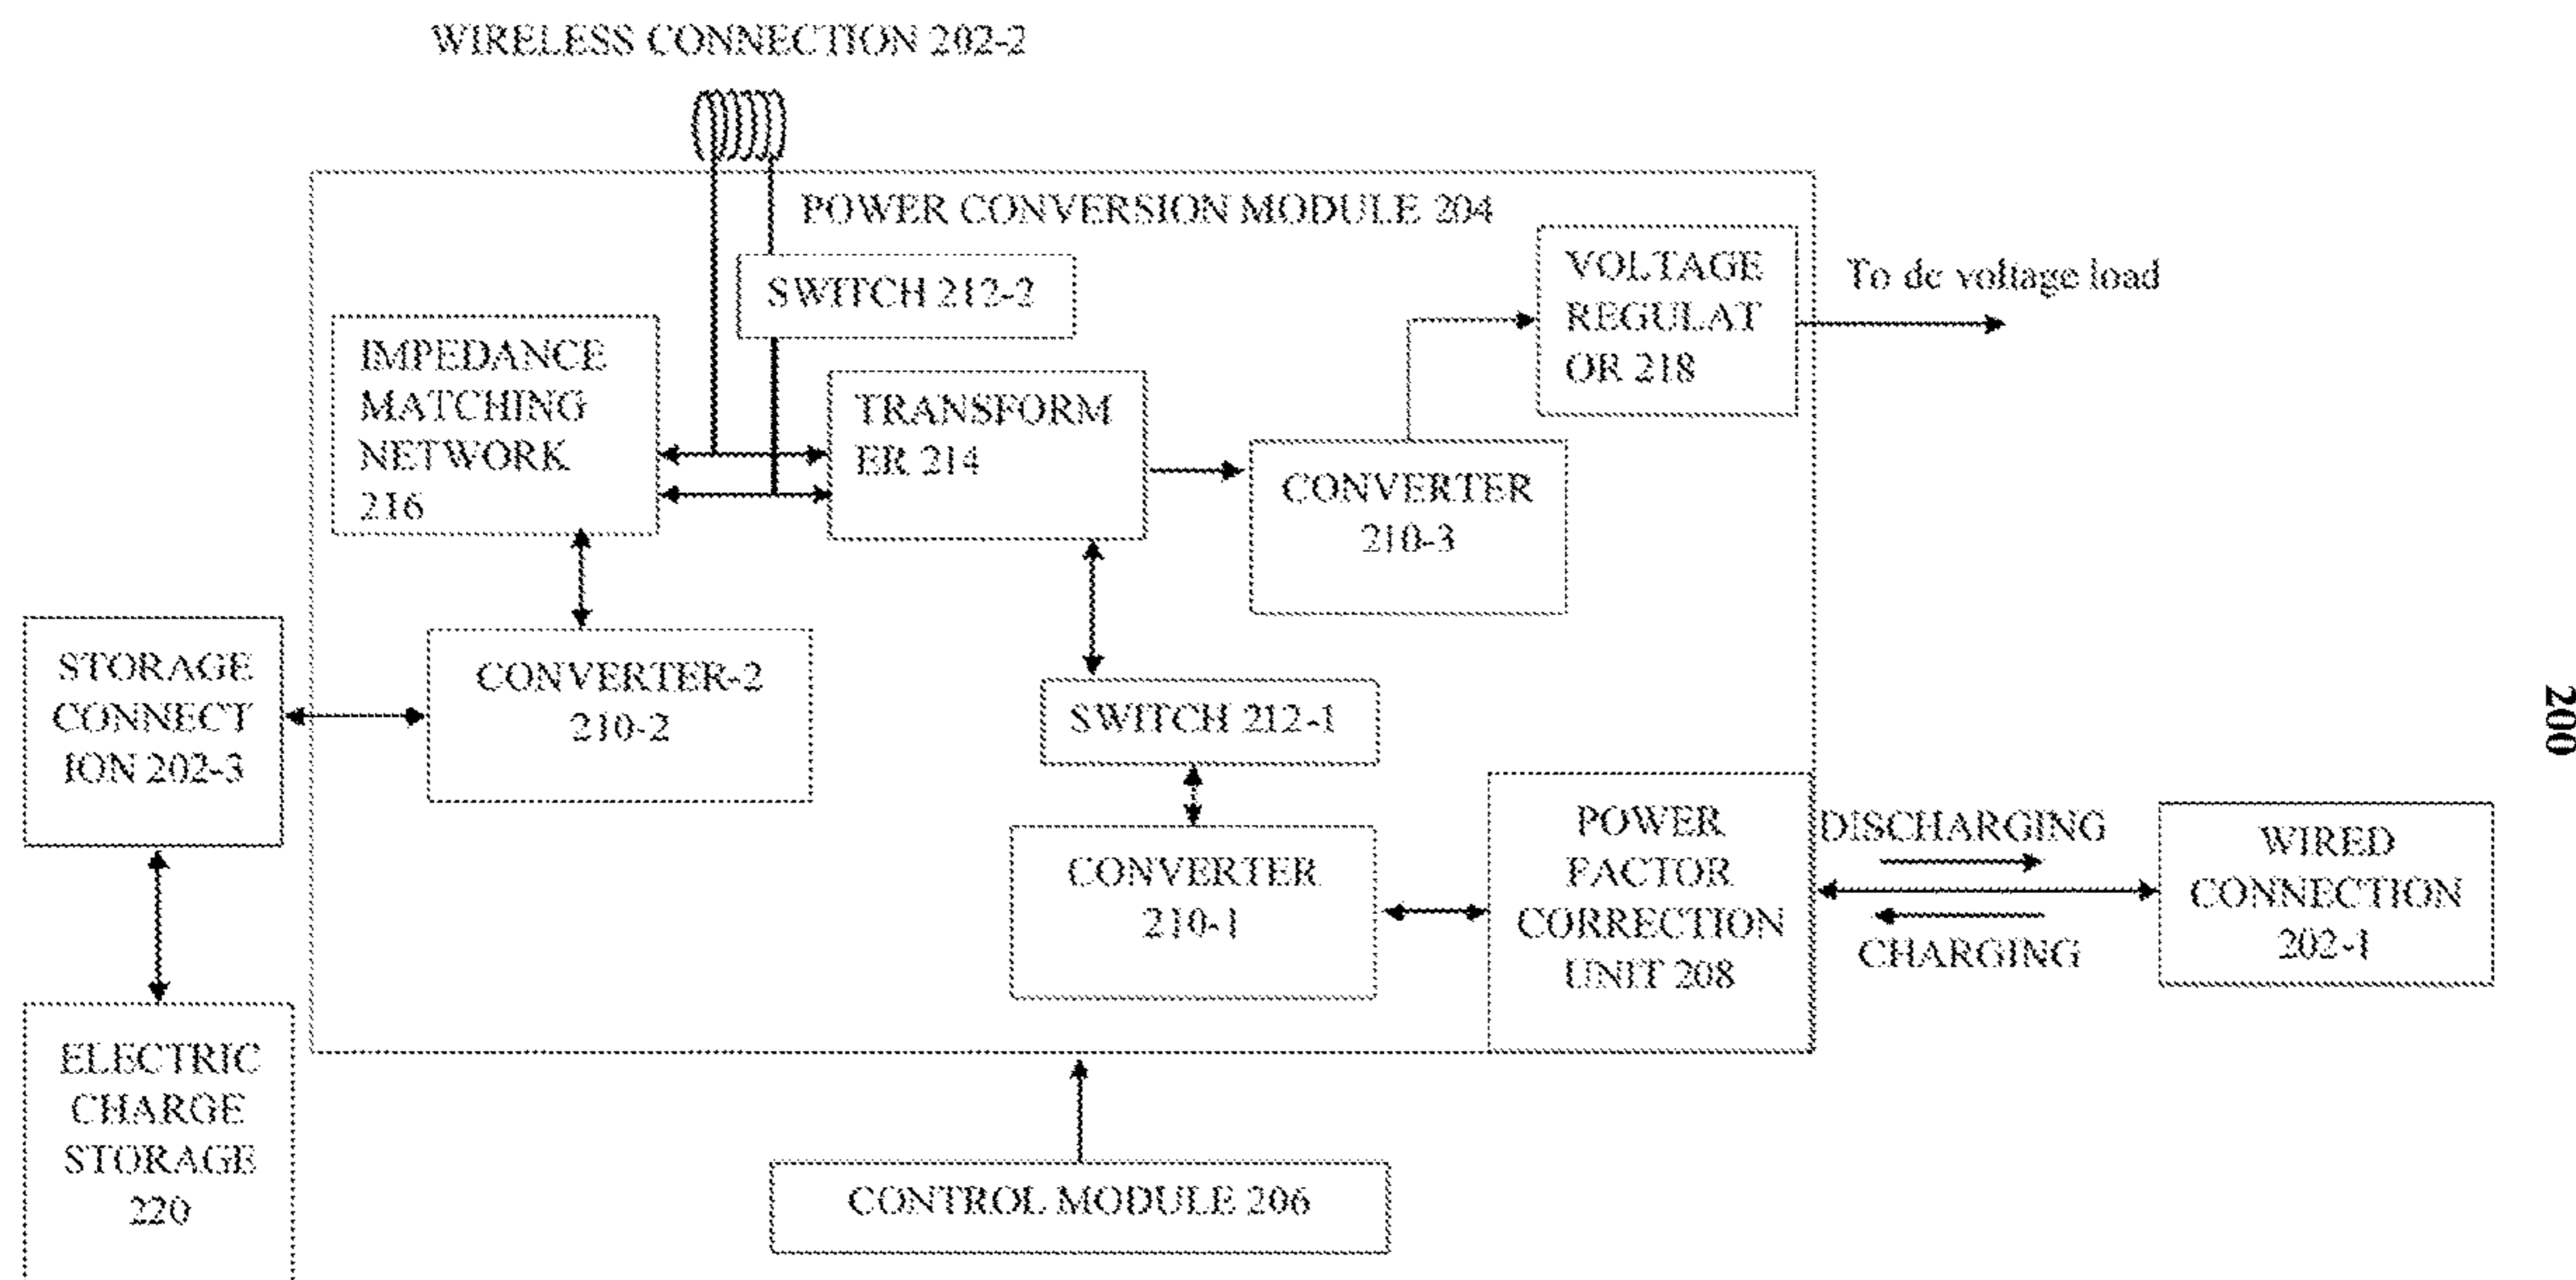 WIRELESS CONNECTION 202-2
POWER CONVERSION MODULE 204
SWITCH 212-2
VOLTAGE
REGULAT
OR 218
To dc voltage load
IMPEDANCE
MATCHING
NETWORK
216
TRANSFORM
ER 214
CONVERTER
210-3
STORAGE
CONNECT
ION 202-3
CONVERTER-2
210-2
SWITCH 212-1
200
CONVERTER
210-1
POWER
FACTOR
CORRECTION
UNIT 208
DISCHARGING
CHARGING
WIRED
CONNECTION
202-1
ELECTRIC
CHARGE
STORAGE
220
CONTROL MODULE 206